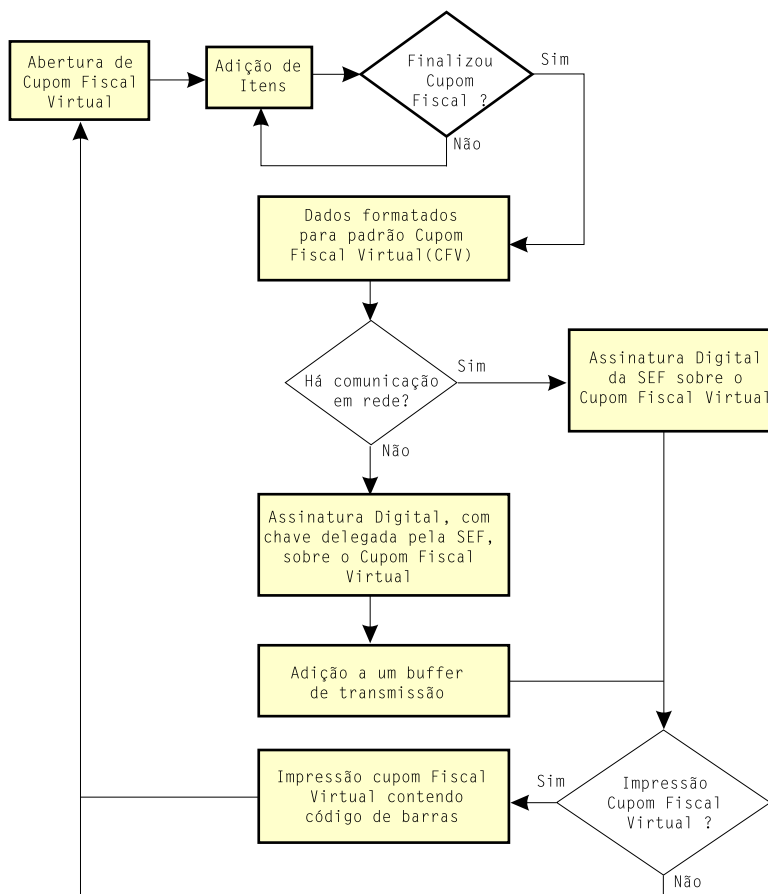 Abertura de
Cupom Fiscal
Virtual
Adição de
Itens
Finalizou
Cupom
Fiscal ?
Sim
Não
Dados formatados
para padrão Cupom
Fiscal Virtual(CFV)
Há comunicação
em rede?
Sim
Assinatura Digital
da SEF sobre o
Cupom Fiscal Virtual
Não
Assinatura Digital, com
chave delegada pela SEF,
sobre o Cupom Fiscal
Virtual
Adição a um buffer
de transmissão
Impressão cupom Fiscal
Virtual contendo
código de barras
Sim
Impressão
Cupom Fiscal
Virtual ?
Não